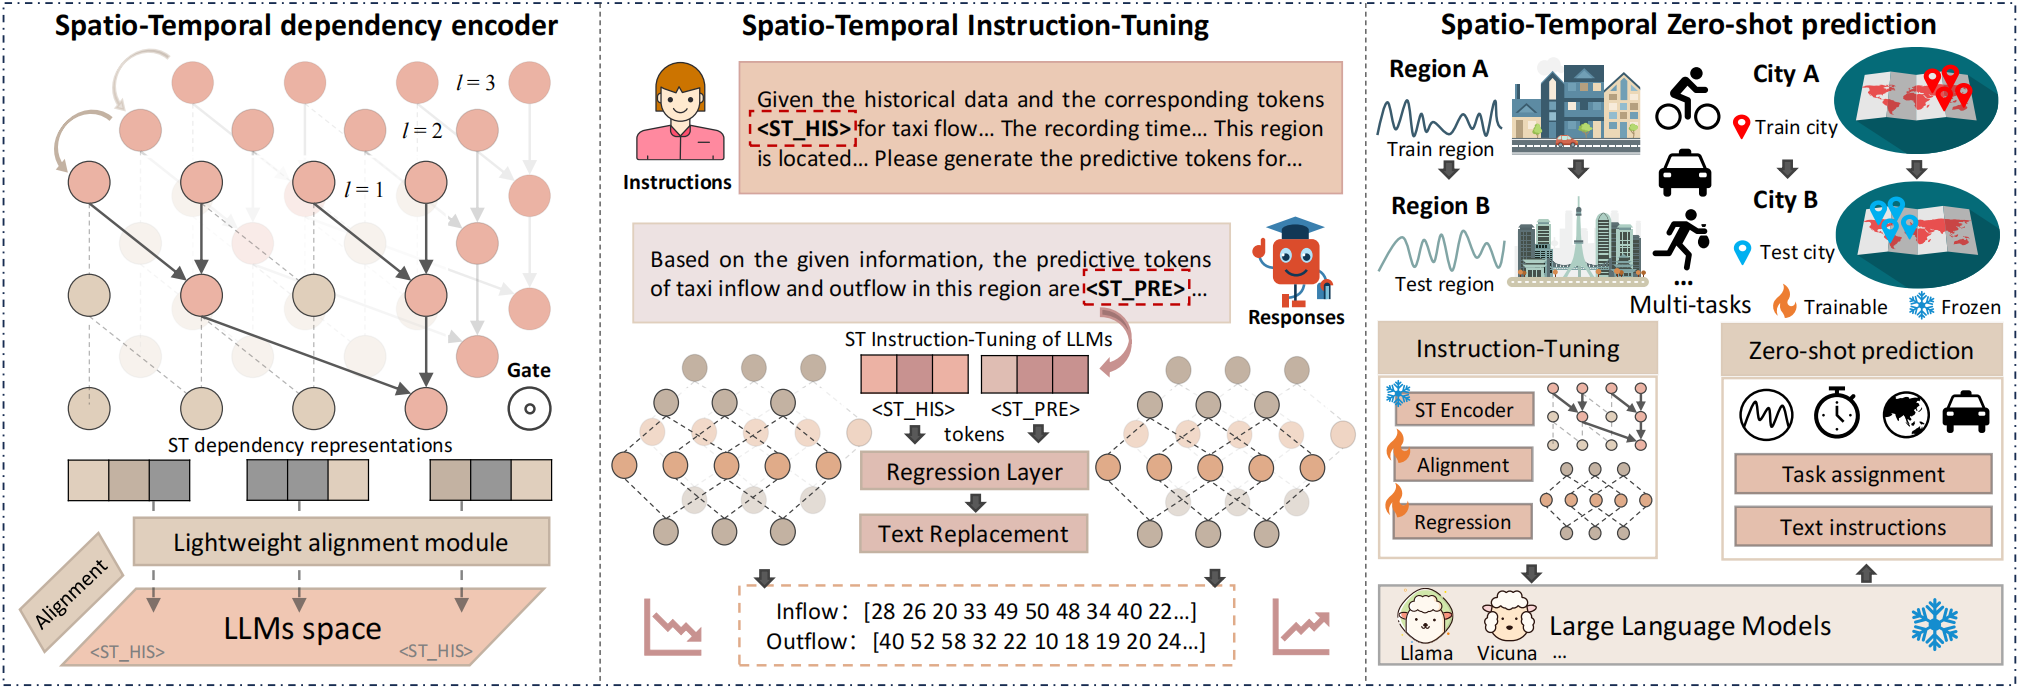 Spatio-Temporal dependency encoder
l = 3
l = 2
l = 1
Gate
ST dependency representations
Lightweight alignment module
Alignment
LLMs space
<ST_HIS>
<ST_HIS>
Spatio-Temporal Instruction-Tuning
Given the historical data and the corresponding tokens
<ST_HIS> for taxi flow... The recording time... This region
is located... Please generate the predictive tokens for...
Instructions
Based on the given information, the predictive tokens
of taxi inflow and outflow in this region are <ST_PRE> ...
Responses
ST Instruction-Tuning of LLMs
<ST_HIS>
<ST_PRE>
tokens
Regression Layer
Text Replacement
Inflow: [28 26 20 33 49 50 48 34 40 22...]
Outflow: [40 52 58 32 22 10 18 19 20 24...]
Spatio-Temporal Zero-shot prediction
Region A
Train region
Region B
Test region
...
Multi-tasks
City A
Train city
City B
Test city
Trainable
Frozen
Instruction-Tuning
ST Encoder
Alignment
Regression
Zero-shot prediction
Task assignment
Text instructions
Large Language Models
Llama
Vicuna
...